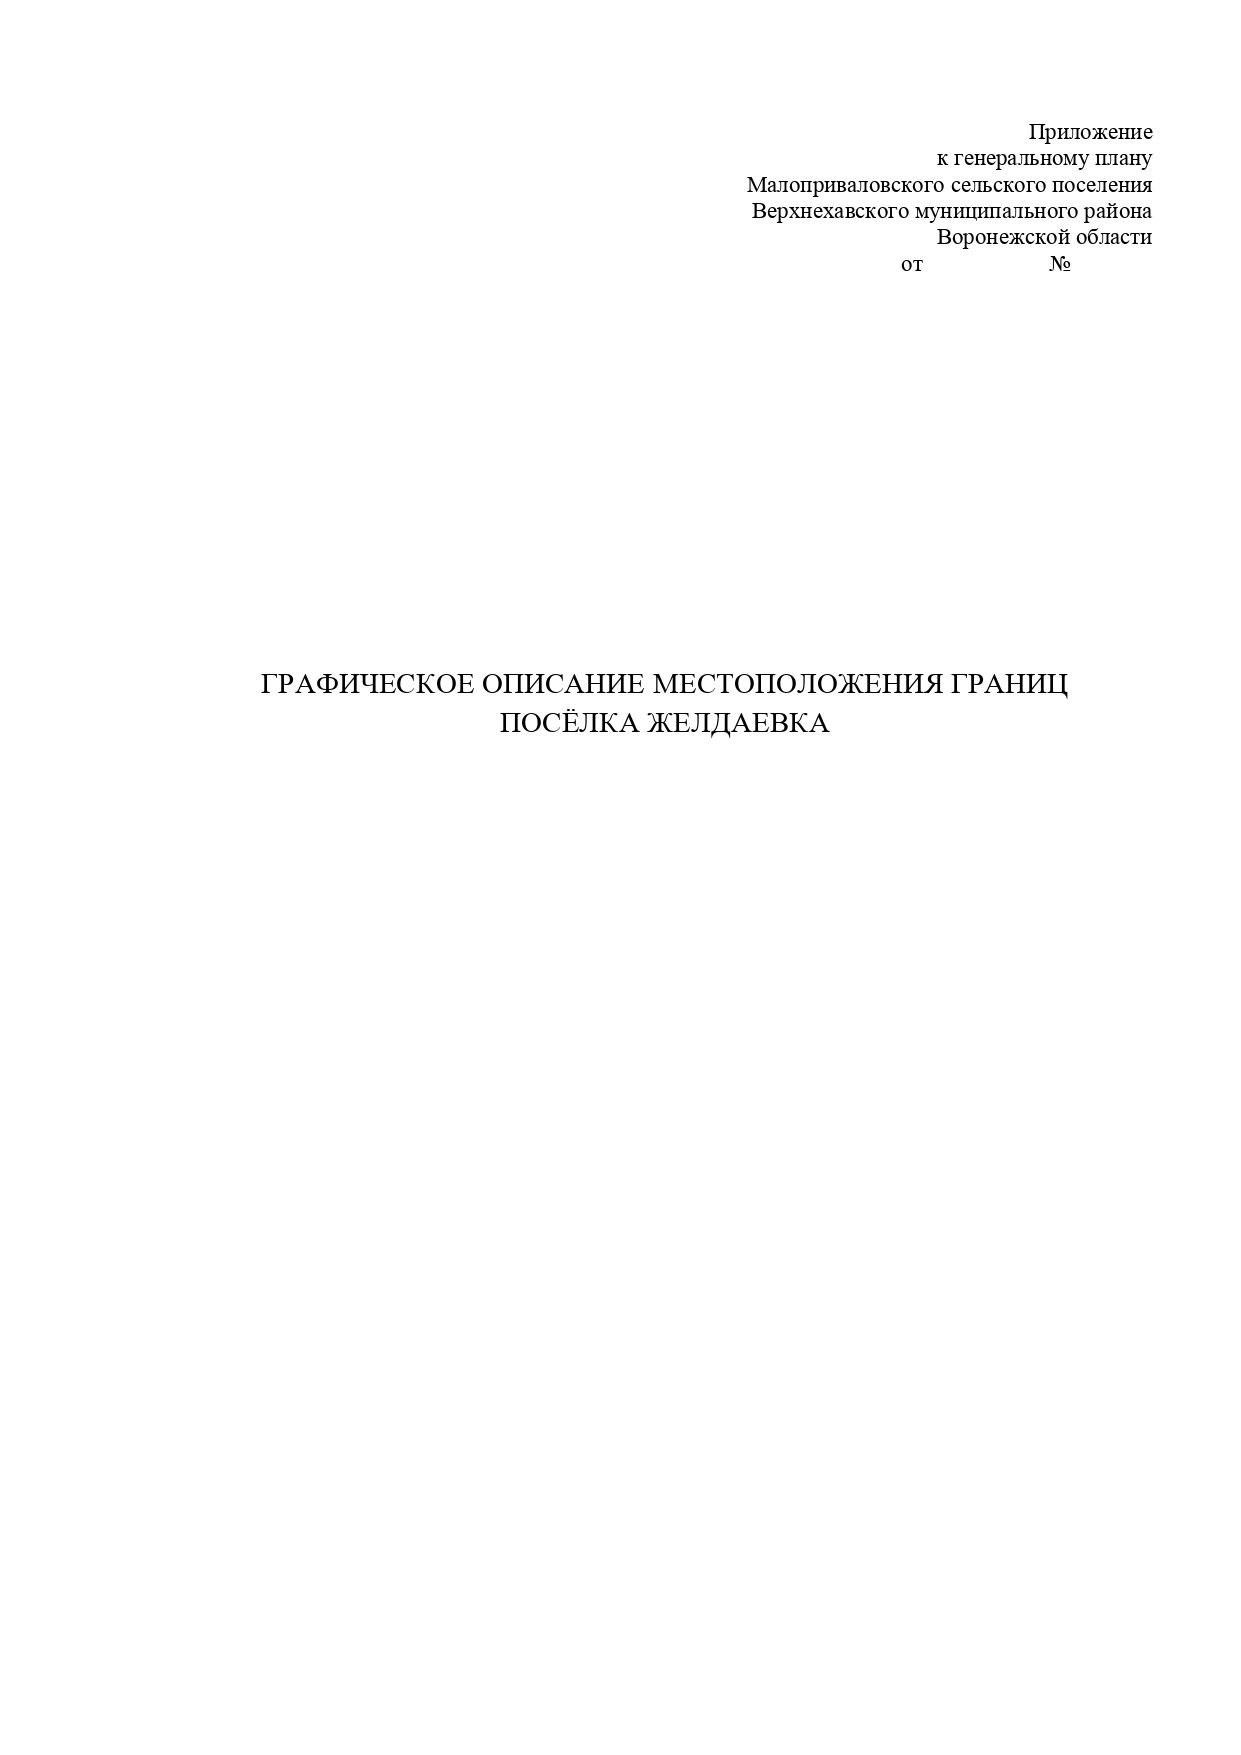 Приложение
к генеральному плану
Малоприваловского сельского поселения
Верхнехавского муниципального района
Воронежской области
от №
ГРАФИЧЕСКОЕ ОПИСАНИЕ МЕСТОПОЛОЖЕНИЯ ГРАНИЦ
ПОСЁЛКА ЖЕЛДАЕВКА